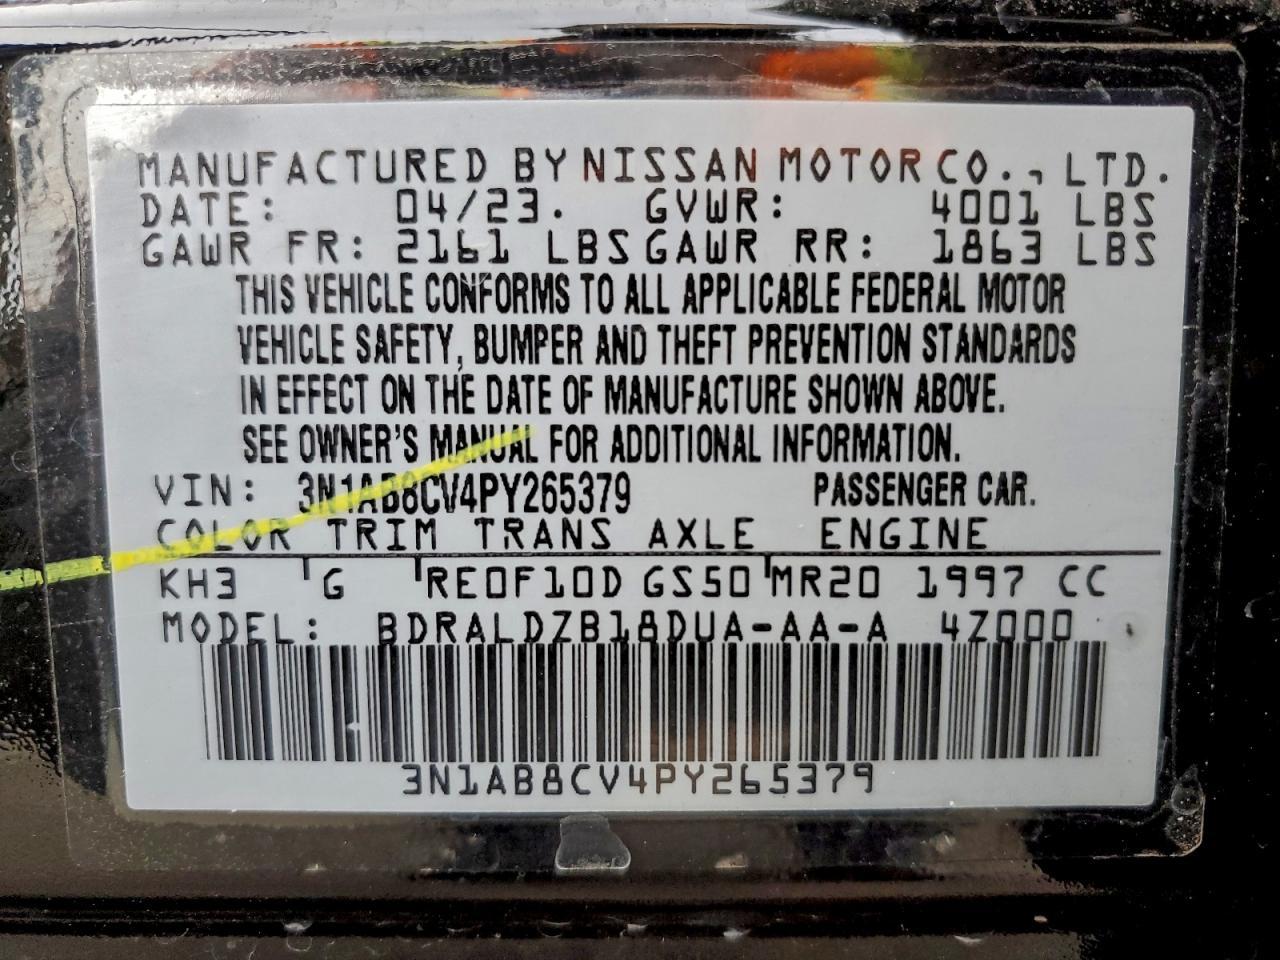 MANUFACTURED BY NISSAN MOTOR CO., LTD.
DATE: 04/23. GVWR: 4001 LBS
GAWR FR: 2161 LBS GAWR RR: 1863 LBS
THIS VEHICLE CONFORMS TO ALL APPLICABLE FEDERAL MOTOR
VEHICLE SAFETY, BUMPER AND THEFT PREVENTION STANDARDS
IN EFFECT ON THE DATE OF MANUFACTURE SHOWN ABOVE.
SEE OWNER'S MANUAL FOR ADDITIONAL INFORMATION.
VIN: 3N1AB8CV4PY265379 PASSENGER CAR.
COLOR TRIM TRANS AXLE ENGINE
KH3 G RE0F10D GS50 MR20 1997 CC
MODEL: BDRALDZB18DUA-AA-A 4Z000
3N1AB8CV4PY265379